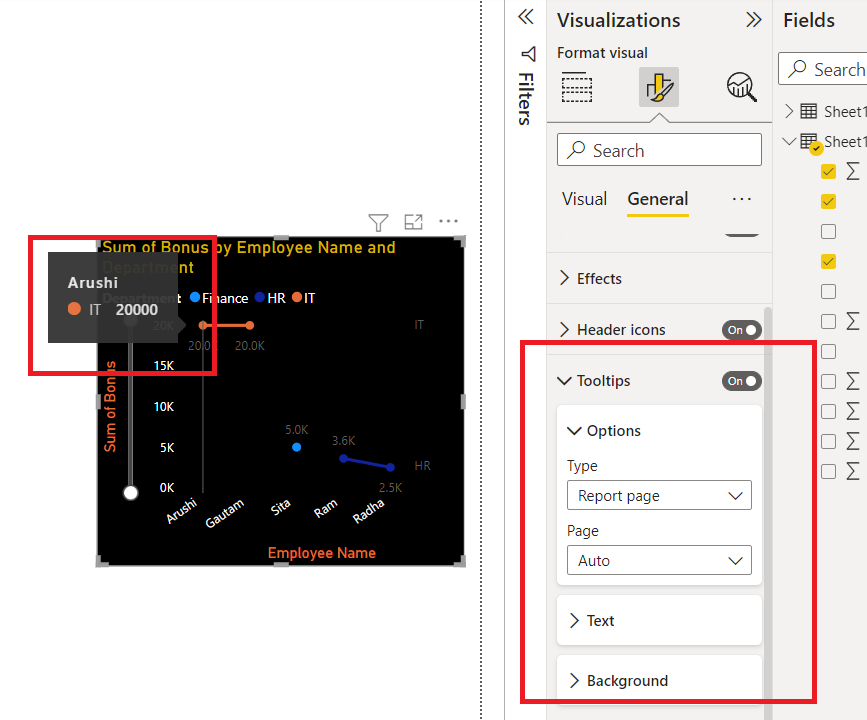 Sum of Bonus by Employee Name and
Department
Arushi
IT 20000
Finance HR IT
20K
15K
10K
5K
0K
Sum of Bonus
20.0K
IT
5.0K
3.6K
HR
2.5K
Arushi
Gautam
Sita
Ram
Radha
Employee Name
Filters
Visualizations
Format visual
Search
Visual General
Effects
Header icons On
Tooltips On
Options
Type
Report page
Page
Auto
Text
Background
Fields
Search
Sheet1
Sheet1